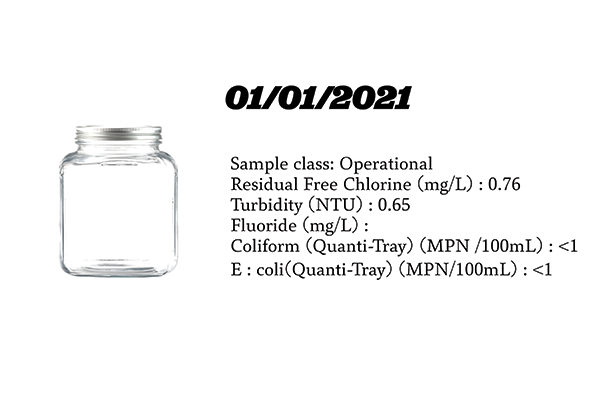 01/01/2021
Sample class: Operational
Residual Free Chlorine (mg/L) : 0.76
Turbidity (NTU) : 0.65
Fluoride (mg/L) :
Coliform (Quanti-Tray) (MPN /100mL) : <1
E : coli(Quanti-Tray) (MPN/100mL) : <1